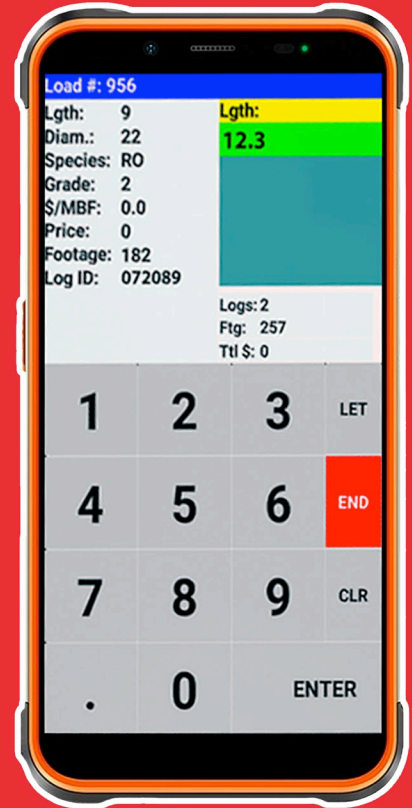 Load #: 956
Lgth: 9
Diam.: 22
Species: RO
Grade: 2
$/MBF: 0.0
Price: 0
Footage: 182
Log ID: 072089
Lgth:
12.3
Logs: 2
Ftg: 257
Ttl $: 0
1 2 3 LET
4 5 6 END
7 8 9 CLR
. 0 ENTER